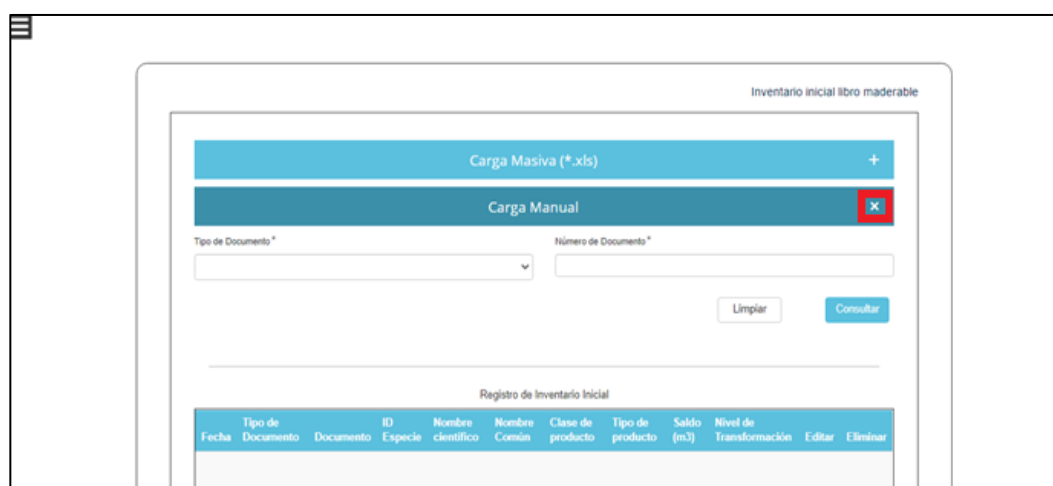 Inventario inicial libro maderable
Carga Masiva (*.xls) +
Carga Manual ×
Tipo de Documento * Número de Documento *
Limpiar Consultar
Registro de Inventario Inicial
Fecha Tipo de Documento Documento ID Especie Nombre científico Nombre Común Clase de producto Tipo de producto Saldo (m3) Nivel de Transformación Editar Eliminar